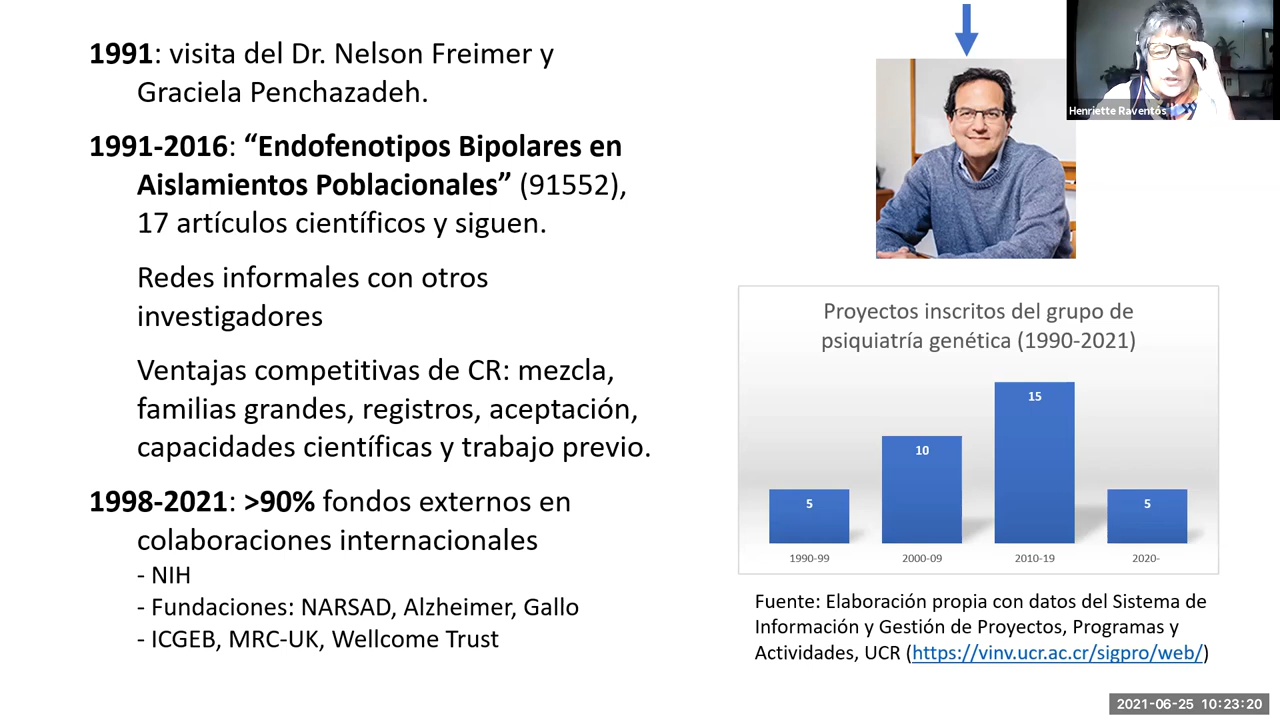 1991: visita del Dr. Nelson Freimer y
Graciela Penchazadeh.
1991-2016: “Endofenotipos Bipolares en
Aislamientos Poblacionales” (91552),
17 artículos científicos y siguen.
Redes informales con otros
investigadores
Ventajas competitivas de CR: mezcla,
familias grandes, registros, aceptación,
capacidades científicas y trabajo previo.
1998-2021: >90% fondos externos en
colaboraciones internacionales
- NIH
- Fundaciones: NARSAD, Alzheimer, Gallo
- ICGEB, MRC-UK, Wellcome Trust
Henriette Raventós
Proyectos inscritos del grupo de
psiquiatría genética (1990-2021)
15
10
5
5
1990-99
2000-09
2010-19
2020-
Fuente: Elaboración propia con datos del Sistema de
Información y Gestión de Proyectos, Programas y
Actividades, UCR (https://vinv.ucr.ac.cr/sigpro/web/)
2021-06-25 10:23:20